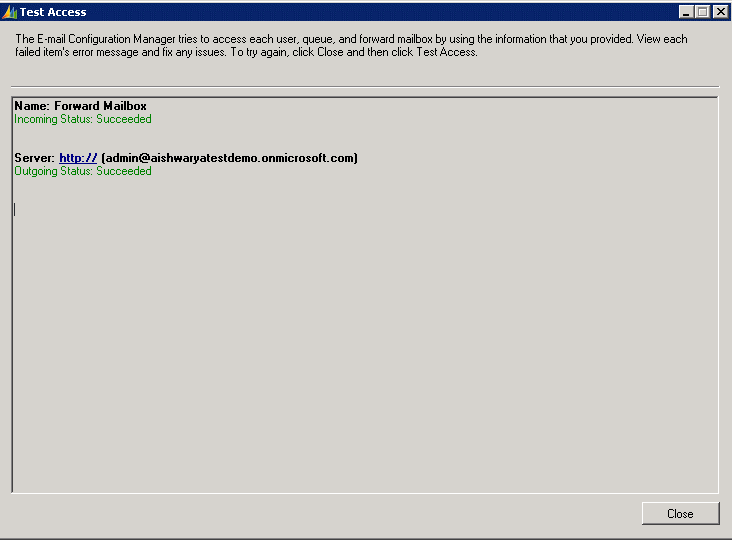 Test Access
The E-mail Configuration Manager tries to access each user, queue, and forward mailbox by using the information that you provided. View each
failed item's error message and fix any issues. To try again, click Close and then click Test Access.
Name: Forward Mailbox
Incoming Status: Succeeded
Server: http:// (admin@aishwaryatestdemo.onmicrosoft.com)
Outgoing Status: Succeeded
Close